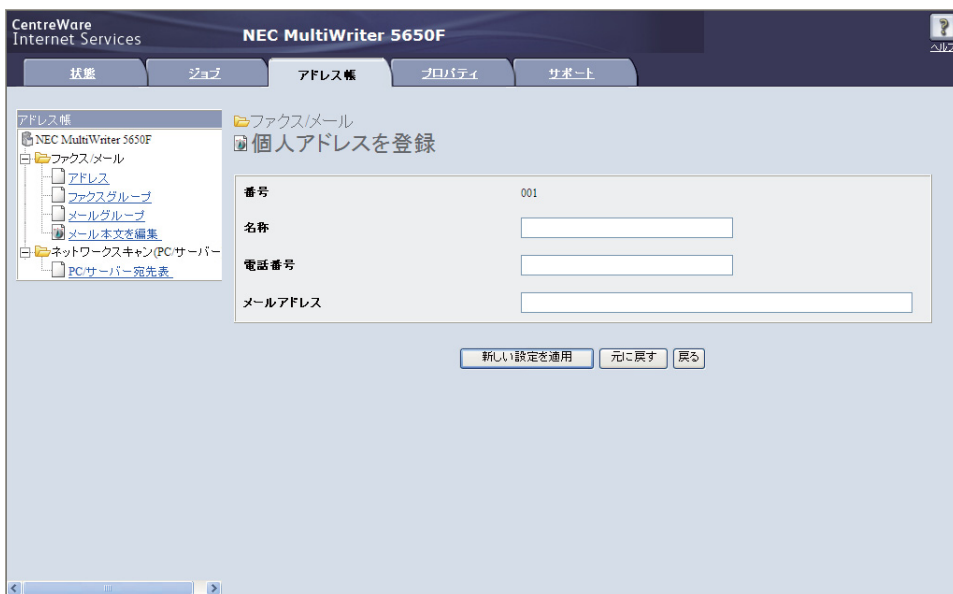 CentreWare
Internet Services
NEC MultiWriter 5650F
ヘルプ
状態
ジョブ
アドレス帳
プロパティ
サポート
アドレス帳
NEC MultiWriter 5650F
ファクス/メール
アドレス
ファクスグループ
メールグループ
メール本文を編集
ネットワークスキャン(PC/サーバー
PC/サーバー宛先表
ファクス/メール
個人アドレスを登録
番号 001
名称
電話番号
メールアドレス
新しい設定を適用 元に戻す 戻る